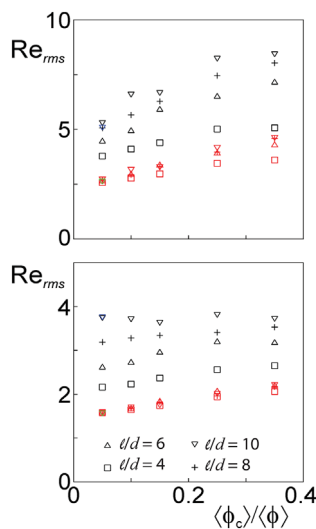 10
Re_rms
5
0
Re_rms
4
2
△ ℓ/d = 6 ▽ ℓ/d = 10
□ ℓ/d = 4 + ℓ/d = 8
0
0 0.2 0.4
⟨ϕ_c⟩/⟨ϕ⟩